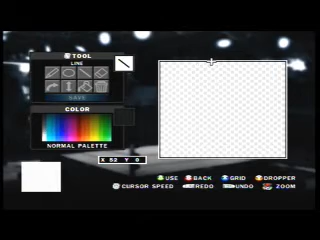 TOOL
LINE
SAVE
COLOR
NORMAL PALETTE
X 52 Y 0
USE BACK GRID DROPPER
CURSOR SPEED REDO UNDO ZOOM